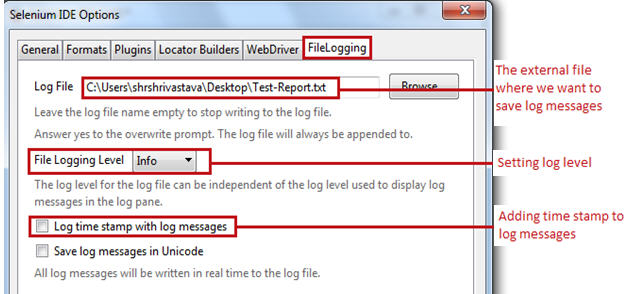 Selenium IDE Options
X
General Formats Plugins Locator Builders WebDriver FileLogging
Log File C:\Users\shrshrivastava\Desktop\Test-Report.txt Browse...
The external file
where we want to
save log messages
Leave the log file name empty to stop writing to the log file.
Answer yes to the overwrite prompt. The log file will always be appended to.
File Logging Level Info
Setting log level
The log level for the log file can be independent of the log level used to display log
messages in the log pane.
Log time stamp with log messages
Adding time stamp to
log messages
Save log messages in Unicode
All log messages will be written in real time to the log file.